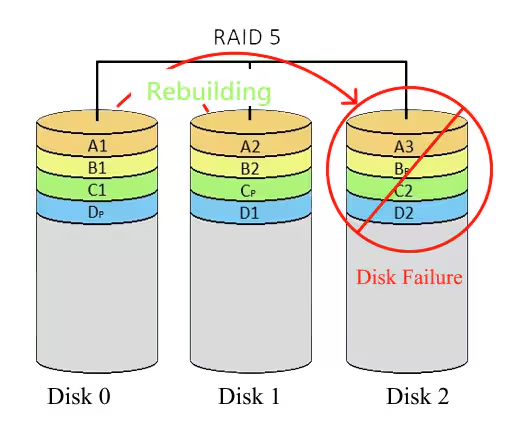 RAID 5
Rebuilding
A1 A2 A3
B1 B2 BP
C1 CP C2
DP D1 D2
Disk Failure
Disk 0 Disk 1 Disk 2